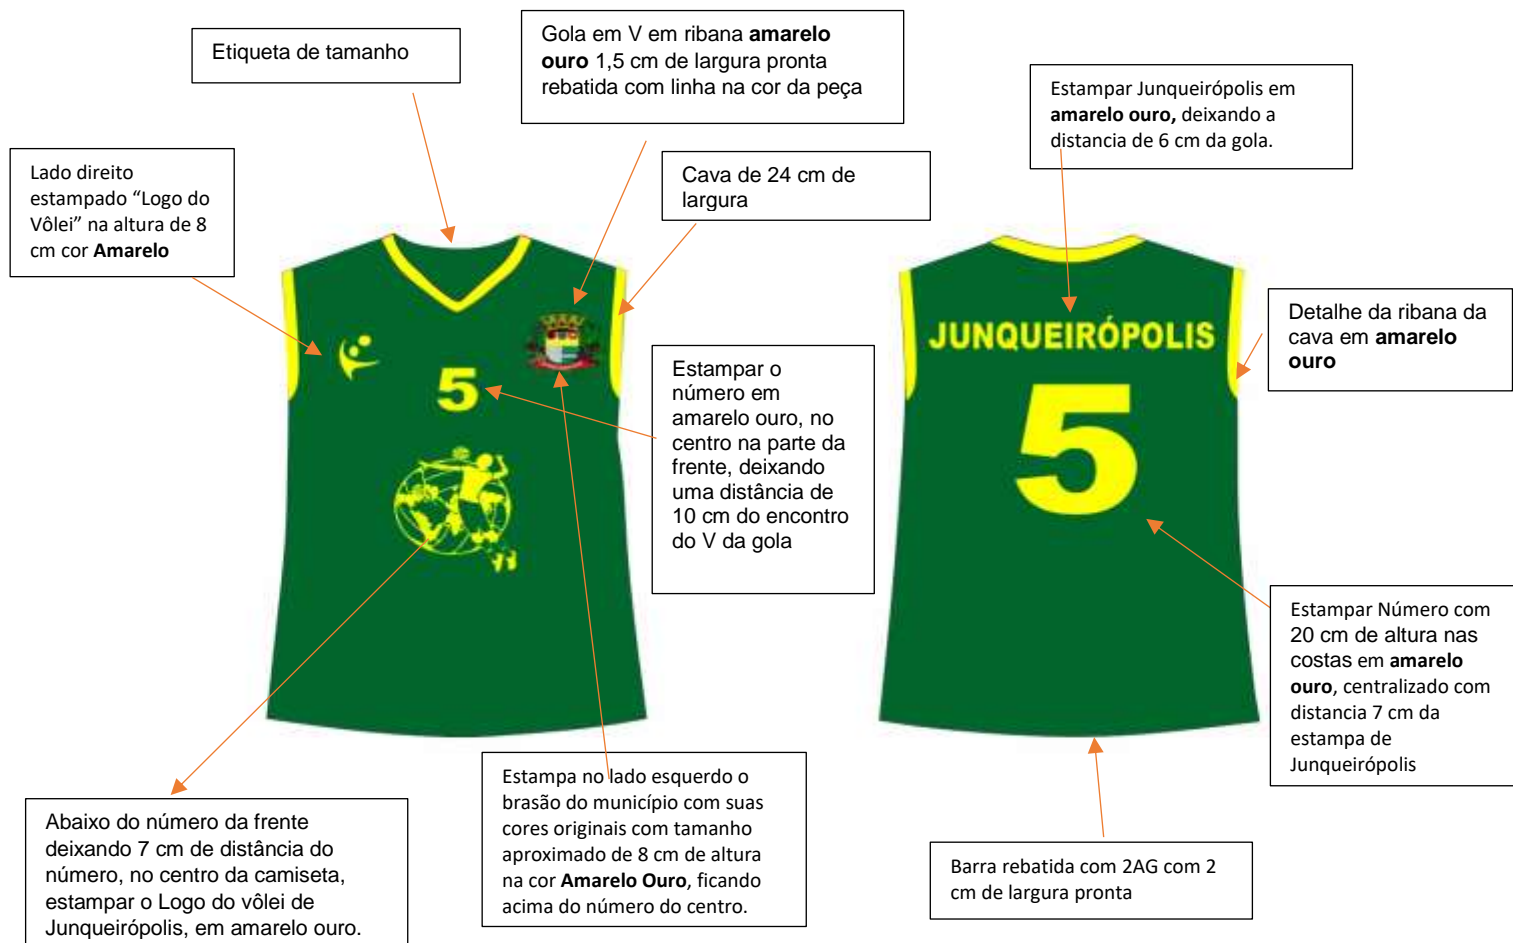 Etiqueta de tamanho
Gola em V em ribana amarelo
ouro 1,5 cm de largura pronta
rebatida com linha na cor da peça
Estampar Junqueirópolis em
amarelo ouro, deixando a
distancia de 6 cm da gola.
Lado direito
estampado “Logo do
Vôlei” na altura de 8
cm cor Amarelo
Cava de 24 cm de
largura
Detalhe da ribana da
cava em amarelo
ouro
JUNQUEIRÓPOLIS
5
5
Estampar o
número em
amarelo ouro, no
centro na parte da
frente, deixando
uma distância de
10 cm do encontro
do V da gola
Estampar Número com
20 cm de altura nas
costas em amarelo
ouro, centralizado com
distancia 7 cm da
estampa de
Junqueirópolis
Abaixo do número da frente
deixando 7 cm de distância do
número, no centro da camiseta,
estampar o Logo do vôlei de
Junqueirópolis, em amarelo ouro.
Estampa no lado esquerdo o
brasão do município com suas
cores originais com tamanho
aproximado de 8 cm de altura
na cor Amarelo Ouro, ficando
acima do número do centro.
Barra rebatida com 2AG com 2
cm de largura pronta